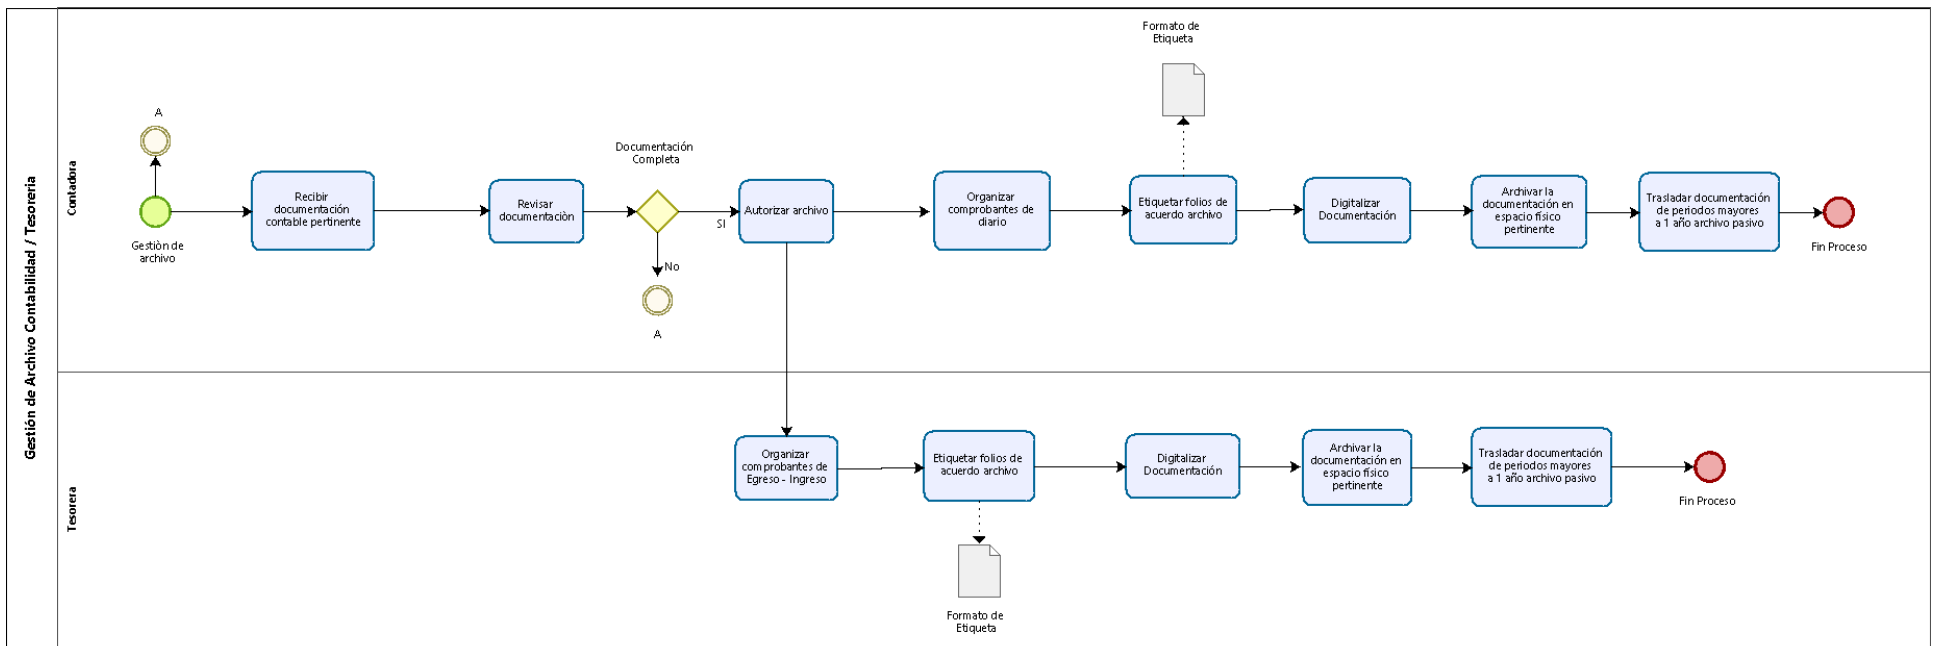 Gestión de Archivo Contabilidad / Tesoreria
Contadora
A
Gestiòn de
archivo
Recibir
documentación
contable pertinente
Revisar
documentaciòn
Documentación
Completa
SI
No
A
Autorizar archivo
Organizar
comprobantes de
diario
Formato de
Etiqueta
Etiquetar folios de
acuerdo archivo
Digitalizar
Documentación
Archivar la
documentación en
espacio físico
pertinente
Trasladar documentación
de periodos mayores
a 1 año archivo pasivo
Fin Proceso
Tesorera
Organizar
comprobantes de
Egreso - Ingreso
Etiquetar folios de
acuerdo archivo
Formato de
Etiqueta
Digitalizar
Documentación
Archivar la
documentación en
espacio físico
pertinente
Trasladar documentación
de periodos mayores
a 1 año archivo pasivo
Fin Proceso